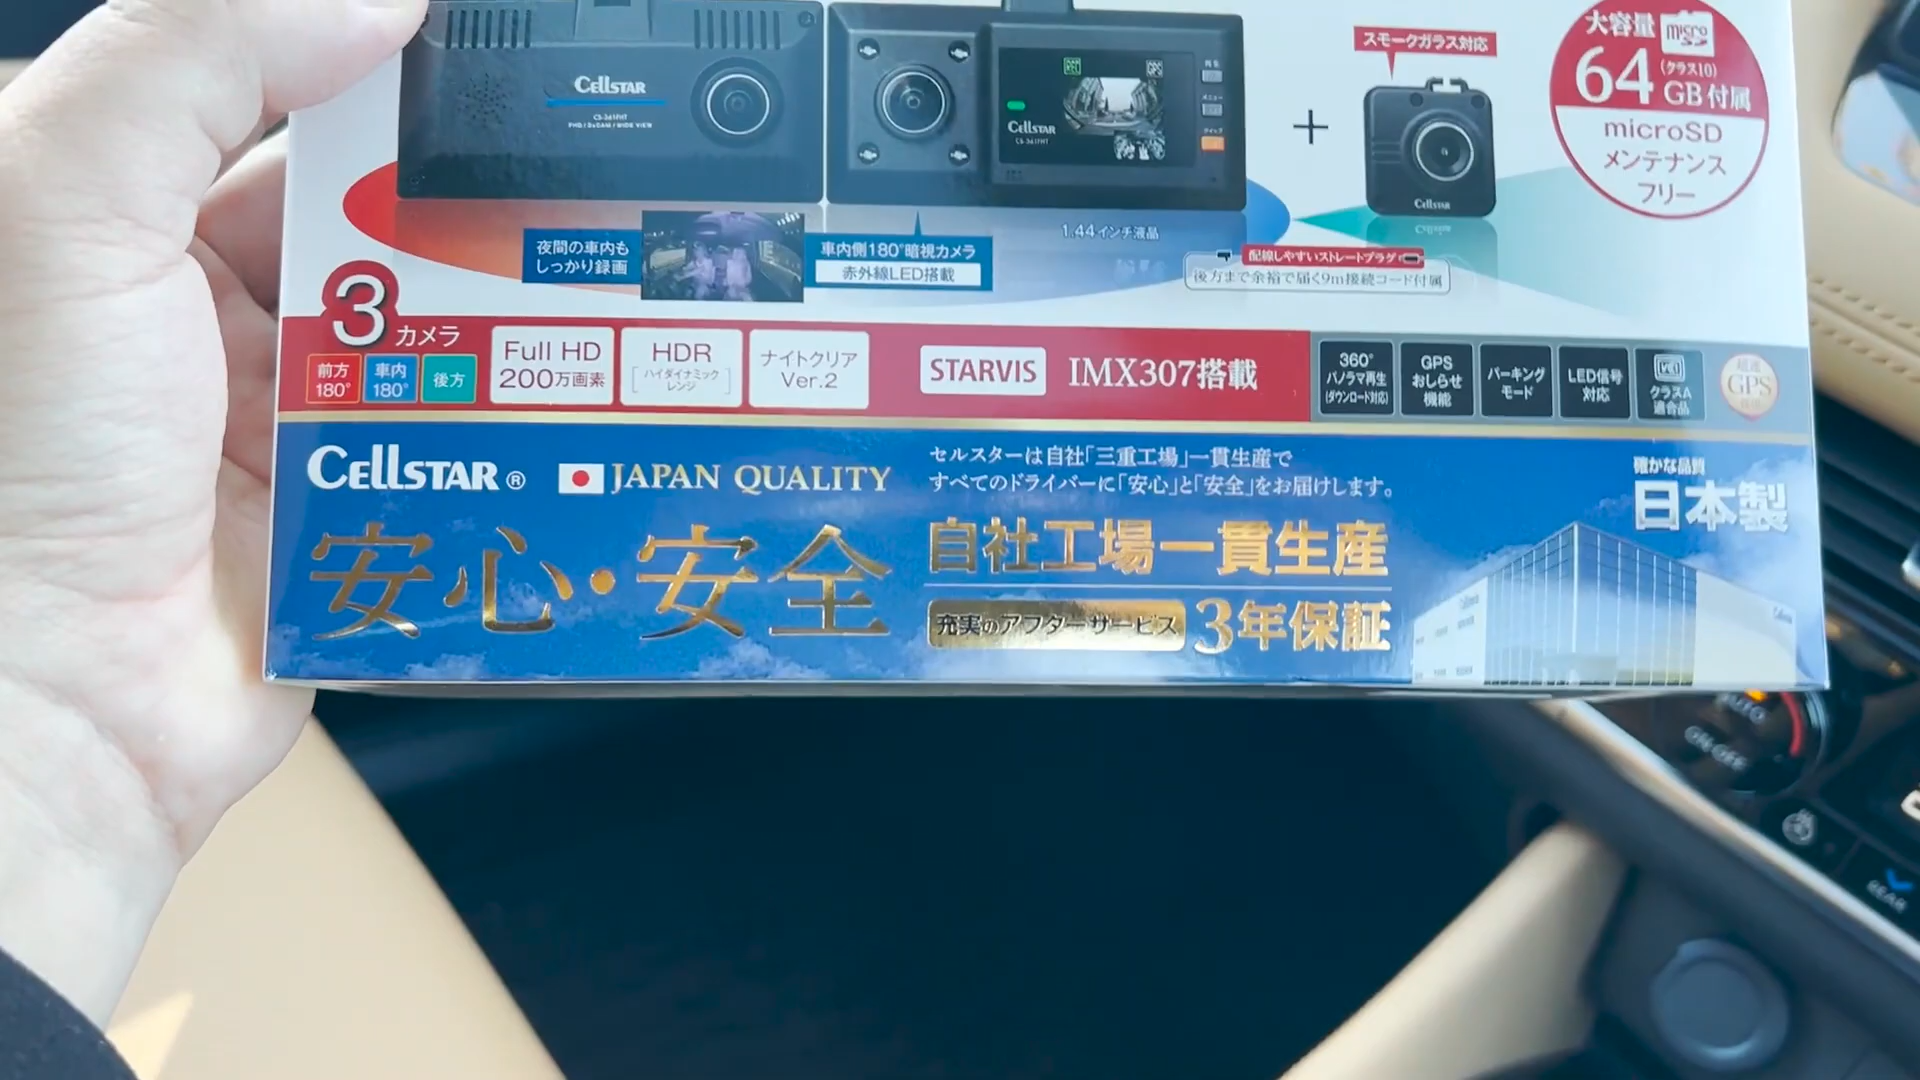 CELLSTAR
CS-361FHT
CELLSTAR
CS-361FHT
REC
GPS
スモークガラス対応
Cellstar
大容量
micro SD
64 (クラス10) GB付属
microSD
メンテナンス
フリー
夜間の車内も
しっかり録画
車内側180°暗視カメラ
赤外線LED搭載
1.44インチ液晶
配線しやすいストレートプラグ
後方まで余裕で届く9m接続コード付属
3カメラ
前方
180°
車内
180°
後方
Full HD
200万画素
HDR
[ハイダイナミック
レンジ]
ナイトクリア
Ver.2
STARVIS IMX307搭載
360°
パノラマ再生
(ダウンロード対応)
GPS
おしらせ
機能
パーキング
モード
LED信号
対応
クラスA
適合品
GPS
CELLSTAR®
JAPAN QUALITY
セルスターは自社「三重工場」一貫生産で
すべてのドライバーに「安心」と「安全」をお届けします。
確かな品質
日本製
安心・安全
自社工場一貫生産
充実のアフターサービス 3年保証
AUTO
ON・OFF
REAR